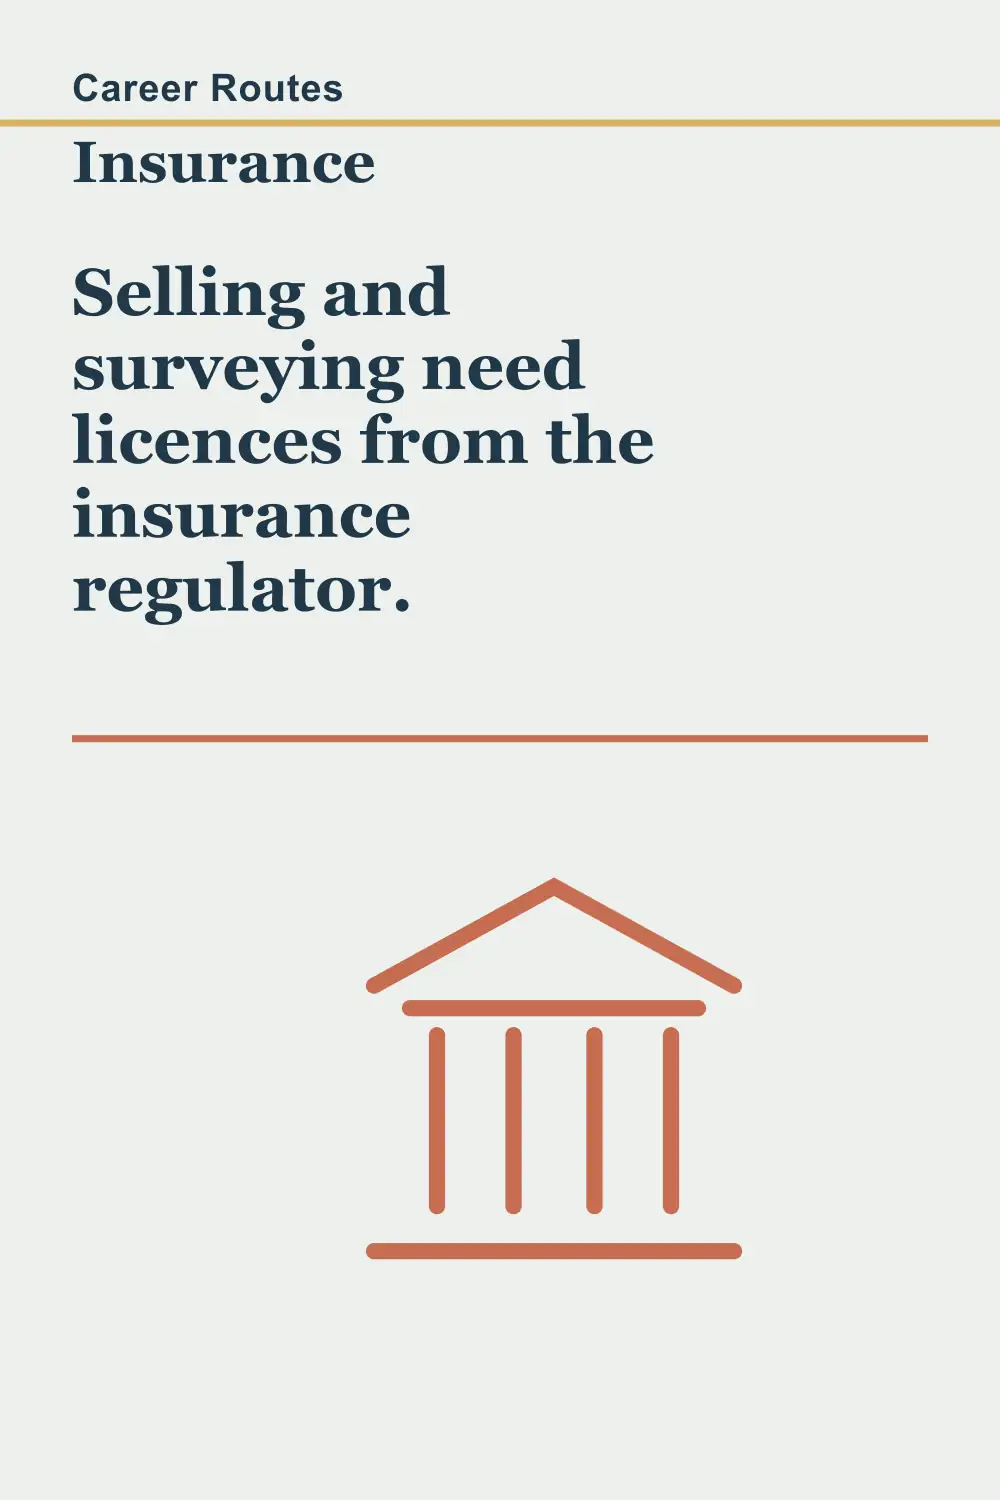 Career Routes
Insurance
Selling and
surveying need
licences from the
insurance
regulator.